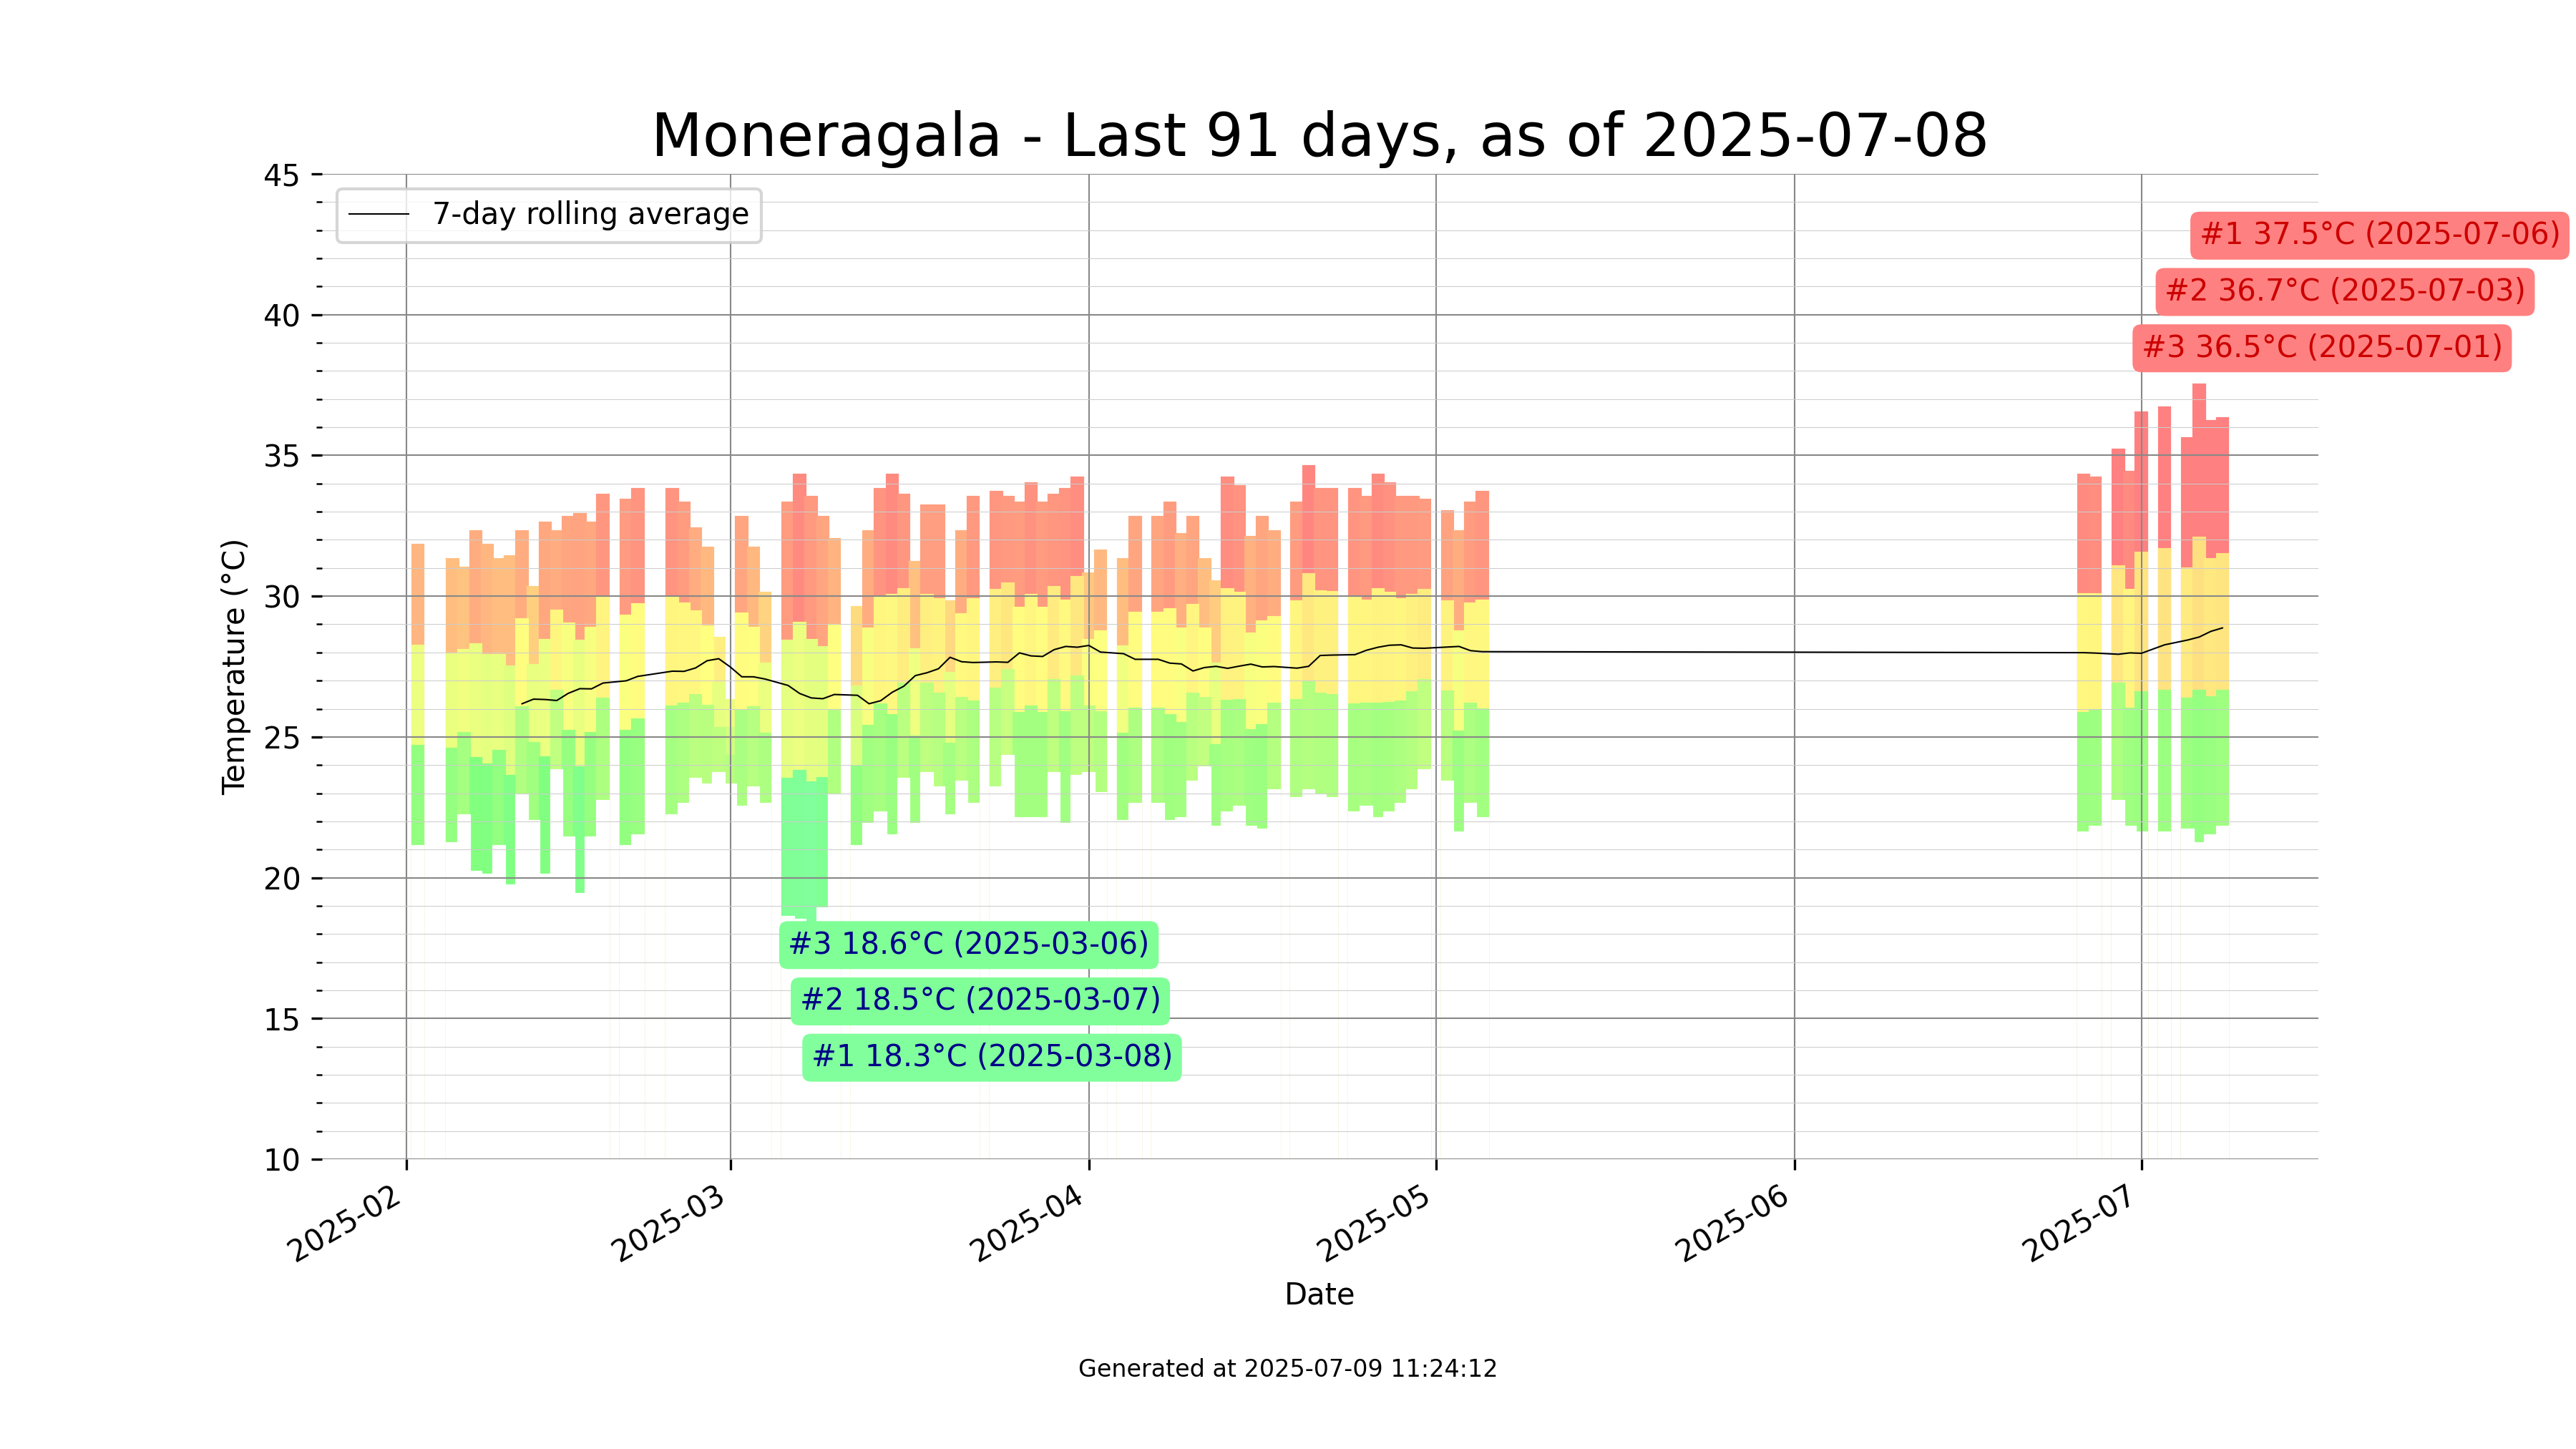 Moneragala - Last 91 days, as of 2025-07-08
7-day rolling average
45
40
35
30
25
20
15
10
Temperature (°C)
#1 37.5°C (2025-07-06)
#2 36.7°C (2025-07-03)
#3 36.5°C (2025-07-01)
#3 18.6°C (2025-03-06)
#2 18.5°C (2025-03-07)
#1 18.3°C (2025-03-08)
2025-02
2025-03
2025-04
2025-05
2025-06
2025-07
Date
Generated at 2025-07-09 11:24:12